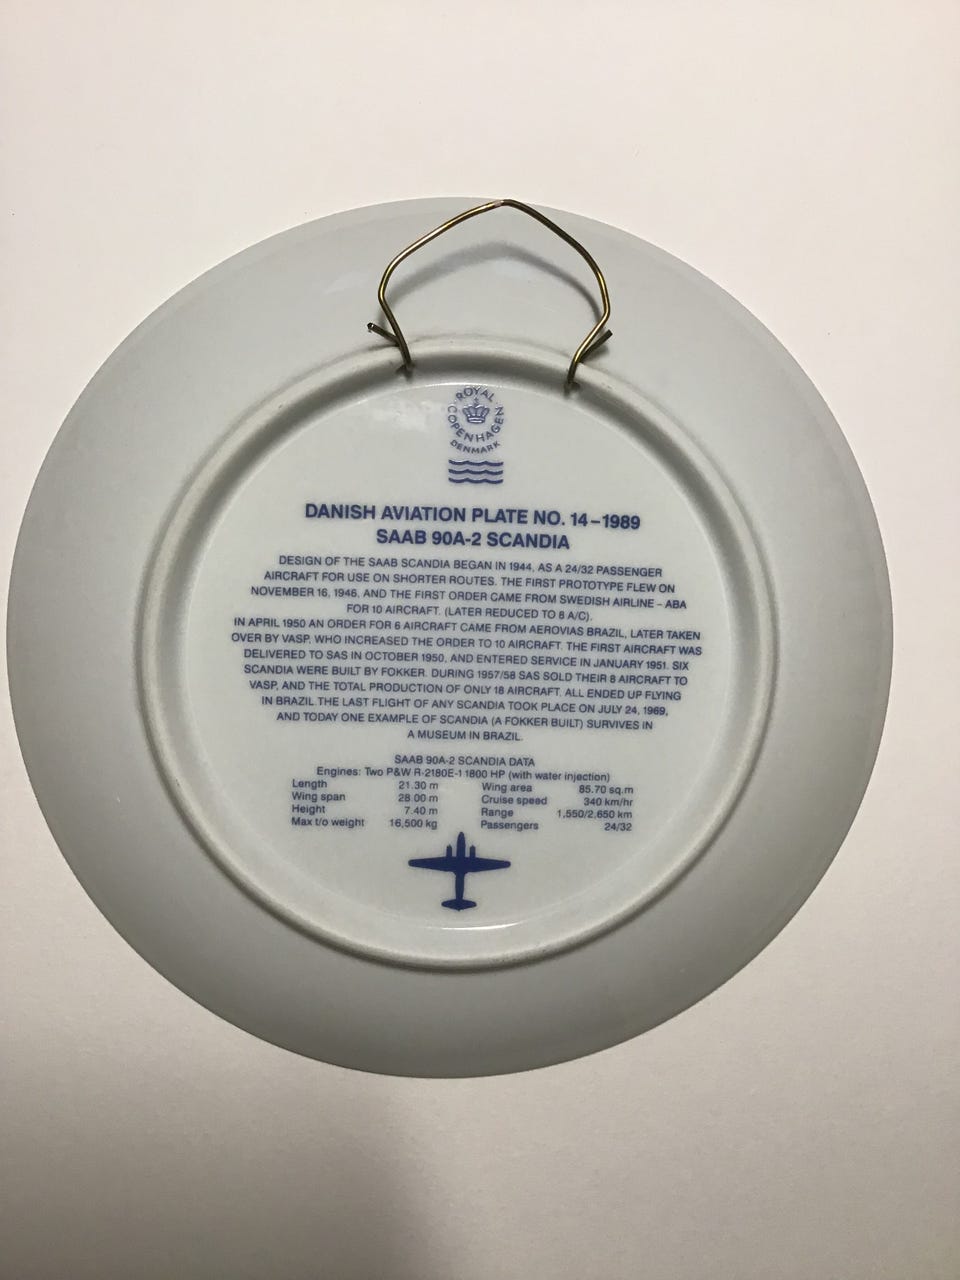 ROYAL
COPENHAGEN
DENMARK
DANISH AVIATION PLATE NO. 14–1989
SAAB 90A-2 SCANDIA
DESIGN OF THE SAAB SCANDIA BEGAN IN 1944, AS A 24/32 PASSENGER
AIRCRAFT FOR USE ON SHORTER ROUTES. THE FIRST PROTOTYPE FLEW ON
NOVEMBER 16, 1946, AND THE FIRST ORDER CAME FROM SWEDISH AIRLINE – ABA
FOR 10 AIRCRAFT. (LATER REDUCED TO 8 A/C).
IN APRIL 1950 AN ORDER FOR 6 AIRCRAFT CAME FROM AEROVIAS BRAZIL, LATER TAKEN
OVER BY VASP, WHO INCREASED THE ORDER TO 10 AIRCRAFT. THE FIRST AIRCRAFT WAS
DELIVERED TO SAS IN OCTOBER 1950, AND ENTERED SERVICE IN JANUARY 1951. SIX
SCANDIA WERE BUILT BY FOKKER. DURING 1957/58 SAS SOLD THEIR 8 AIRCRAFT TO
VASP, AND THE TOTAL PRODUCTION OF ONLY 18 AIRCRAFT. ALL ENDED UP FLYING
IN BRAZIL. THE LAST FLIGHT OF ANY SCANDIA TOOK PLACE ON JULY 24, 1969,
AND TODAY ONE EXAMPLE OF SCANDIA (A FOKKER BUILT) SURVIVES IN
A MUSEUM IN BRAZIL.
SAAB 90A-2 SCANDIA DATA
Engines: Two P&W R-2180E-1 1800 HP (with water injection)
Length 21.30 m Wing area 85.70 sq.m
Wing span 28.00 m Cruise speed 340 km/hr
Height 7.40 m Range 1,550/2.650 km
Max t/o weight 16,500 kg Passengers 24/32